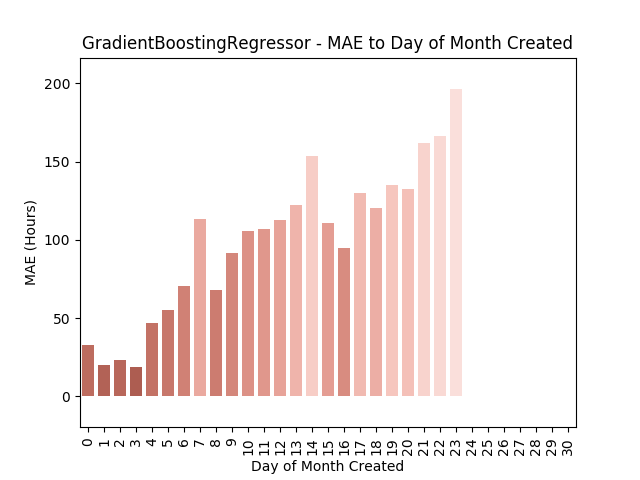 GradientBoostingRegressor - MAE to Day of Month Created
MAE (Hours)
200
150
100
50
0
0 1 2 3 4 5 6 7 8 9 10 11 12 13 14 15 16 17 18 19 20 21 22 23 24 25 26 27 28 29 30
Day of Month Created